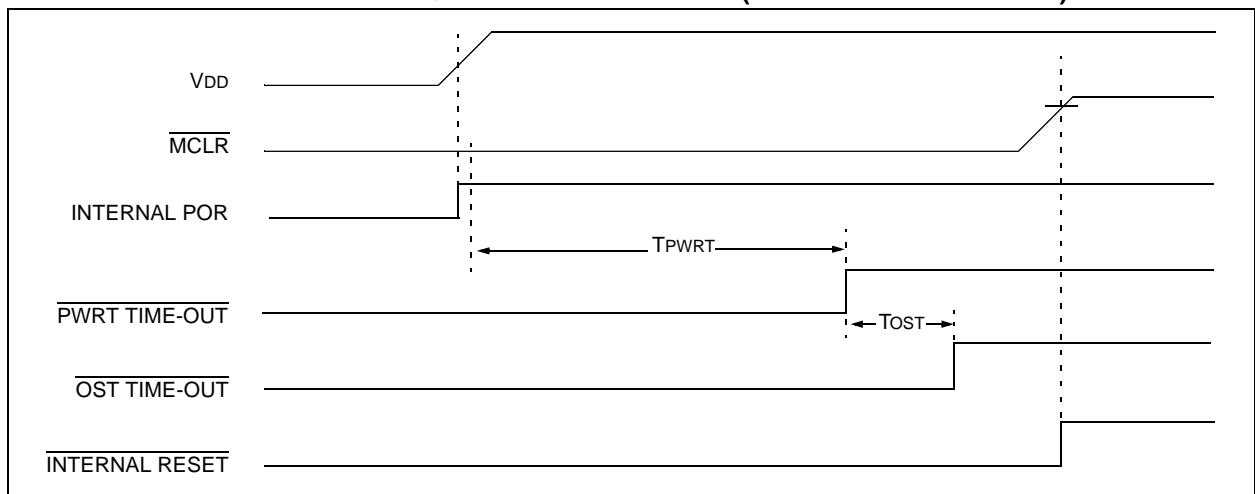 VDD
MCLR
INTERNAL POR
TPWRT
PWRT TIME-OUT
TOST
OST TIME-OUT
INTERNAL RESET